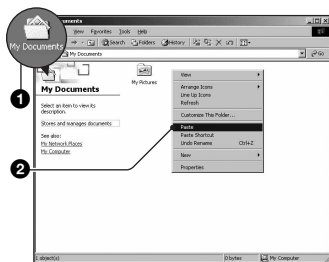 My Documents
View Favorites Tools Help
Search Folders History
My Documents
Go
My Documents
Select an item to view its
description.
Stores and manages documents
See also:
My Network Places
My Computer
My Pictures
View
Arrange Icons
Line Up Icons
Refresh
Customize This Folder...
Paste
Paste Shortcut
Undo Rename Ctrl+Z
New
Properties
1
2
1 object(s)
0 bytes
My Computer